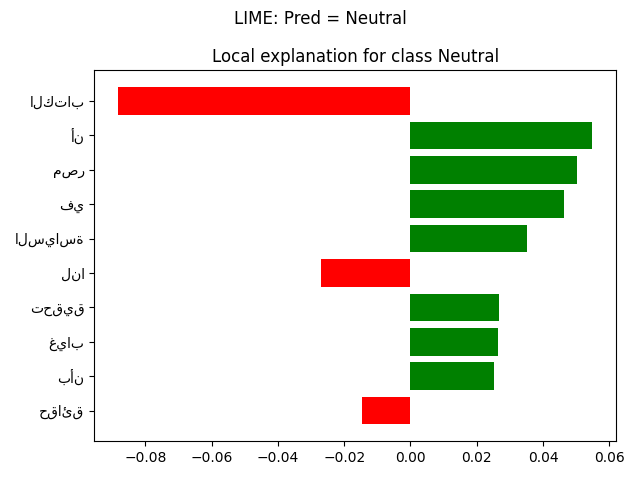 LIME: Pred = Neutral
Local explanation for class Neutral
الكتاب
أن
مصر
في
السياسة
لنا
تحقيق
غياب
بأن
حقائق
−0.08 −0.06 −0.04 −0.02 0.00 0.02 0.04 0.06